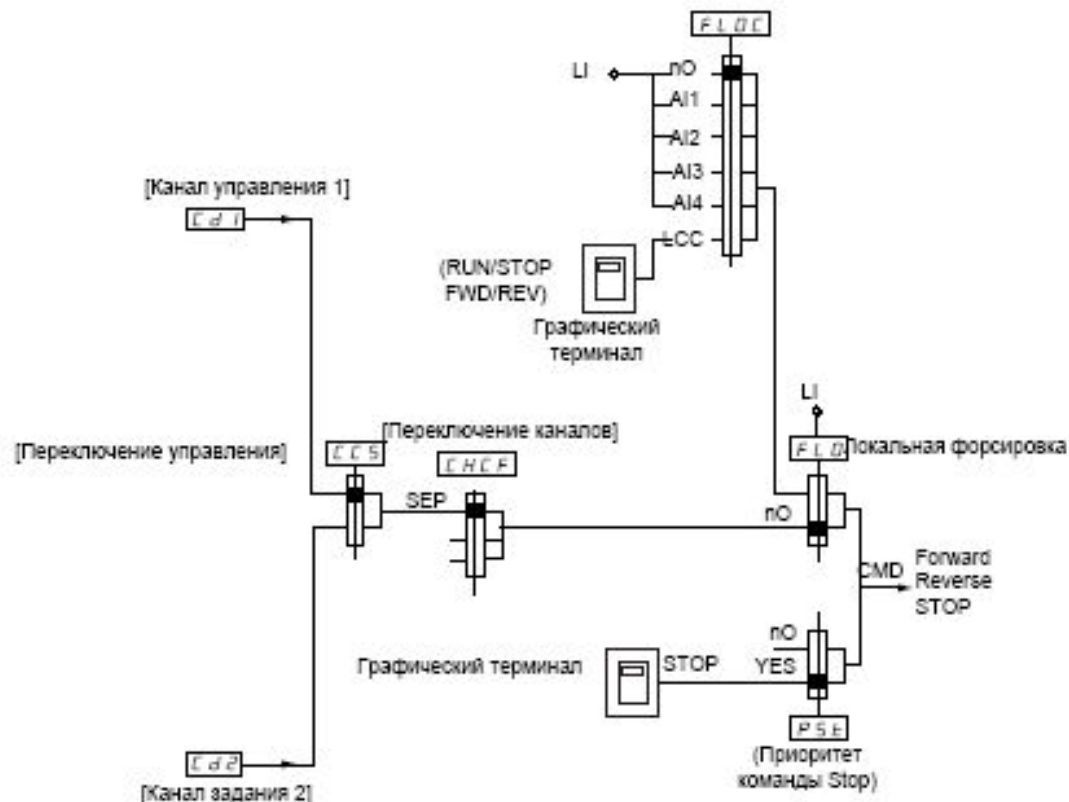 FLOC
LI
nO
AI1
AI2
AI3
AI4
LCC
[Канал управления 1]
Cd1
(RUN/STOP
FWD/REV)
Графический
терминал
LI
[Переключение каналов]
[Переключение управления]
CCS
CHCF
FLO
Локальная форсировка
SEP
nO
CMD
Forward
Reverse
STOP
nO
Графический терминал
STOP
YES
PSt
(Приоритет
команды Stop)
Cd2
[Канал задания 2]